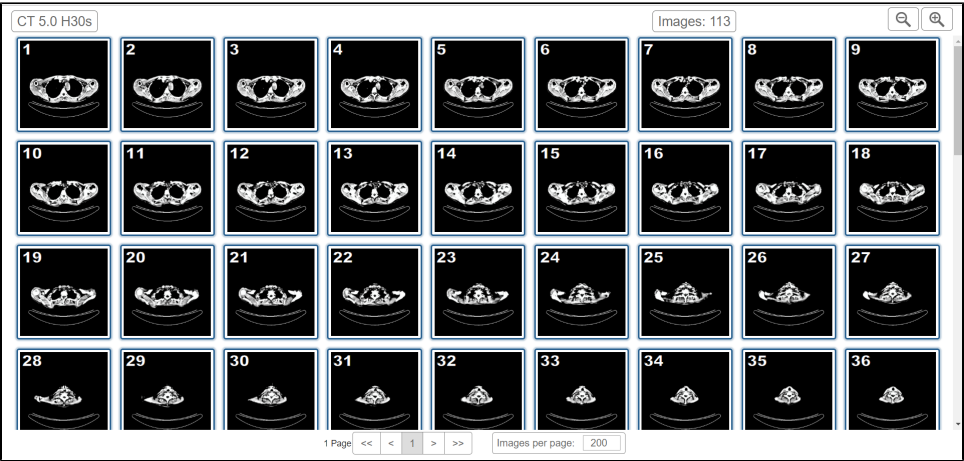 CT 5.0 H30s Images: 113
1 2 3 4 5 6 7 8 9
10 11 12 13 14 15 16 17 18
19 20 21 22 23 24 25 26 27
28 29 30 31 32 33 34 35 36
1 Page << < 1 > >> Images per page: 200